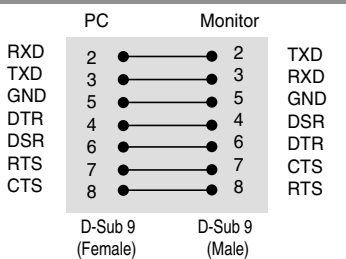 PC Monitor
RXD 2 2 TXD
TXD 3 3 RXD
GND 5 5 GND
DTR 4 4 DSR
DSR 6 6 DTR
RTS 7 7 CTS
CTS 8 8 RTS
D-Sub 9 D-Sub 9
(Female) (Male)